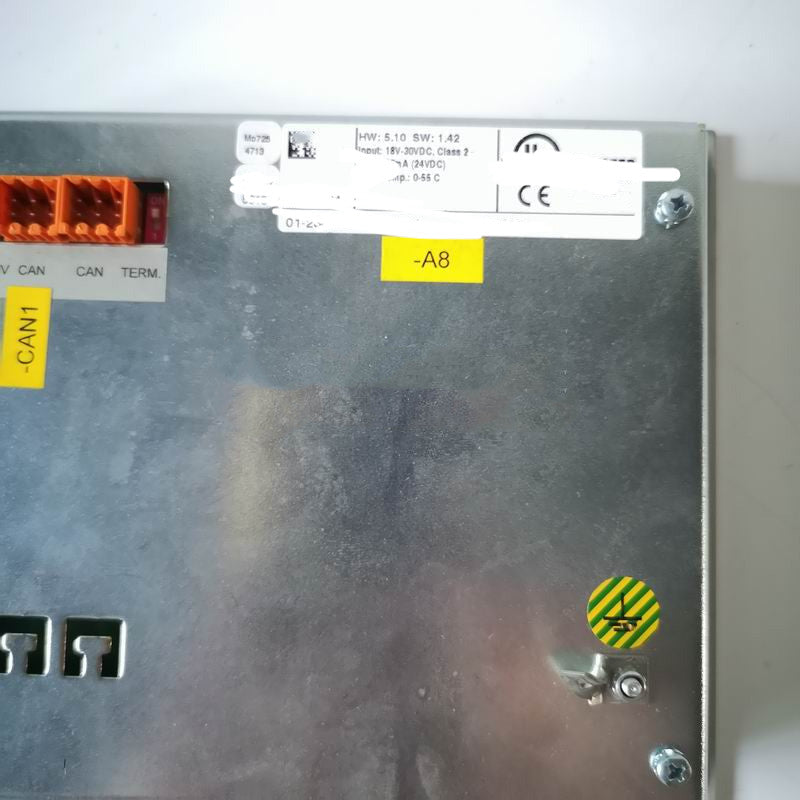 Mo726
4713
HW: 5.10 SW: 1.42
Input: 18V-30VDC, Class 2
(24VDC)
0-55 C
CE
01-20
-A8
ON
V CAN CAN TERM.
-CAN1